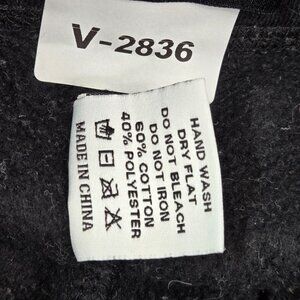 V-2836
HAND WASH
DRY FLAT
DO NOT BLEACH
DO NOT IRON
60% COTTON
40% POLYESTER
MADE IN CHINA